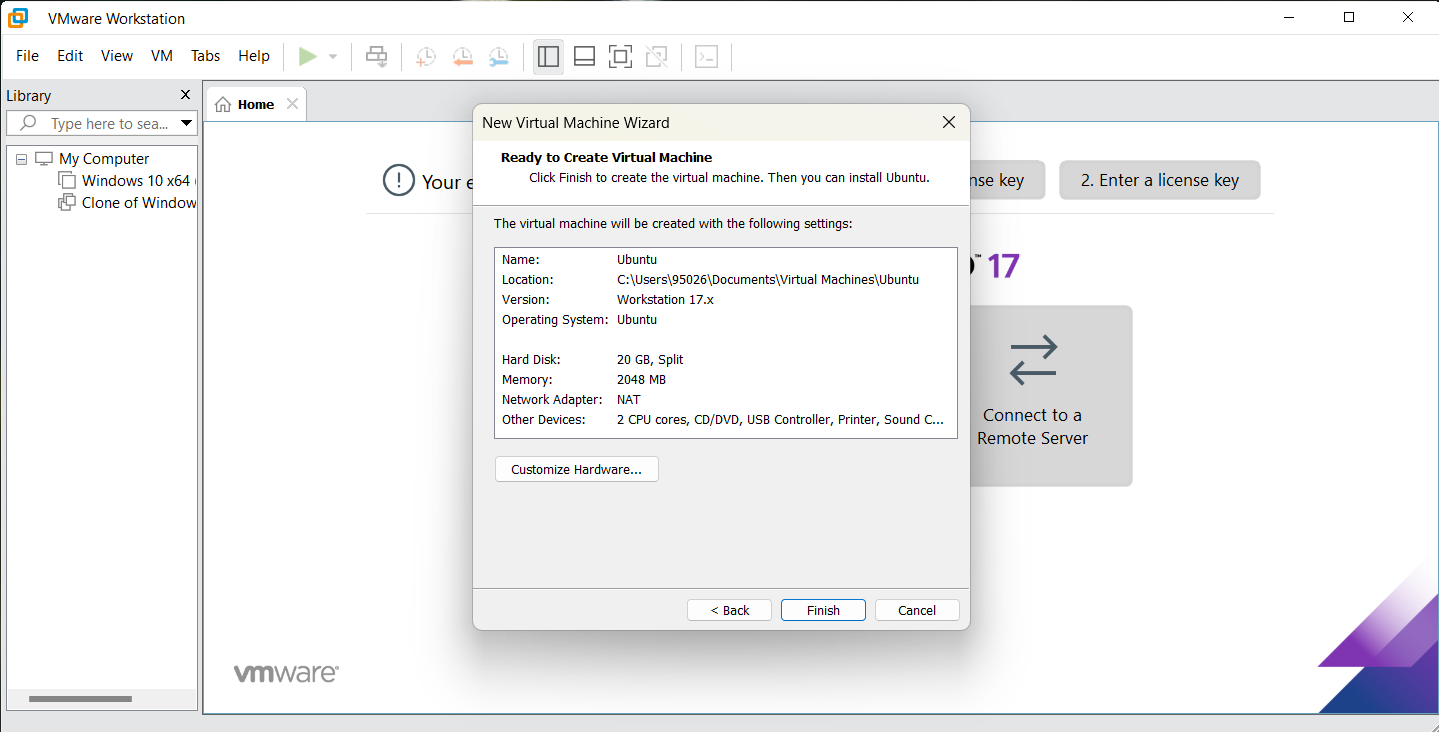 VMware Workstation
File Edit View VM Tabs Help
Library
Type here to sea...
My Computer
Windows 10 x64
Clone of Window
Home
Your
nse key
2. Enter a license key
™ 17
Connect to a
Remote Server
New Virtual Machine Wizard
Ready to Create Virtual Machine
Click Finish to create the virtual machine. Then you can install Ubuntu.
The virtual machine will be created with the following settings:
Name: Ubuntu
Location: C:\Users\95026\Documents\Virtual Machines\Ubuntu
Version: Workstation 17.x
Operating System: Ubuntu
Hard Disk: 20 GB, Split
Memory: 2048 MB
Network Adapter: NAT
Other Devices: 2 CPU cores, CD/DVD, USB Controller, Printer, Sound C...
Customize Hardware...
< Back Finish Cancel
vmware®